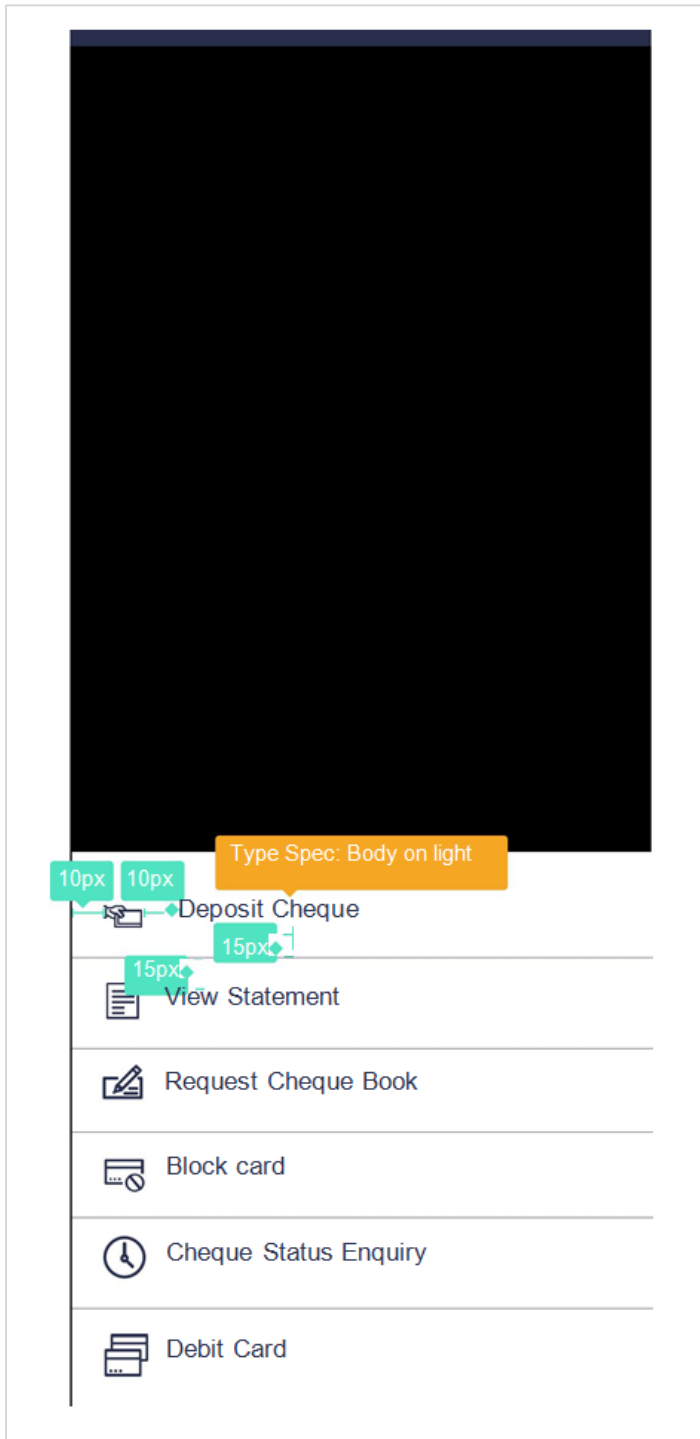 Type Spec: Body on light
10px 10px
Deposit Cheque
15px
15px
View Statement
Request Cheque Book
Block card
Cheque Status Enquiry
Debit Card